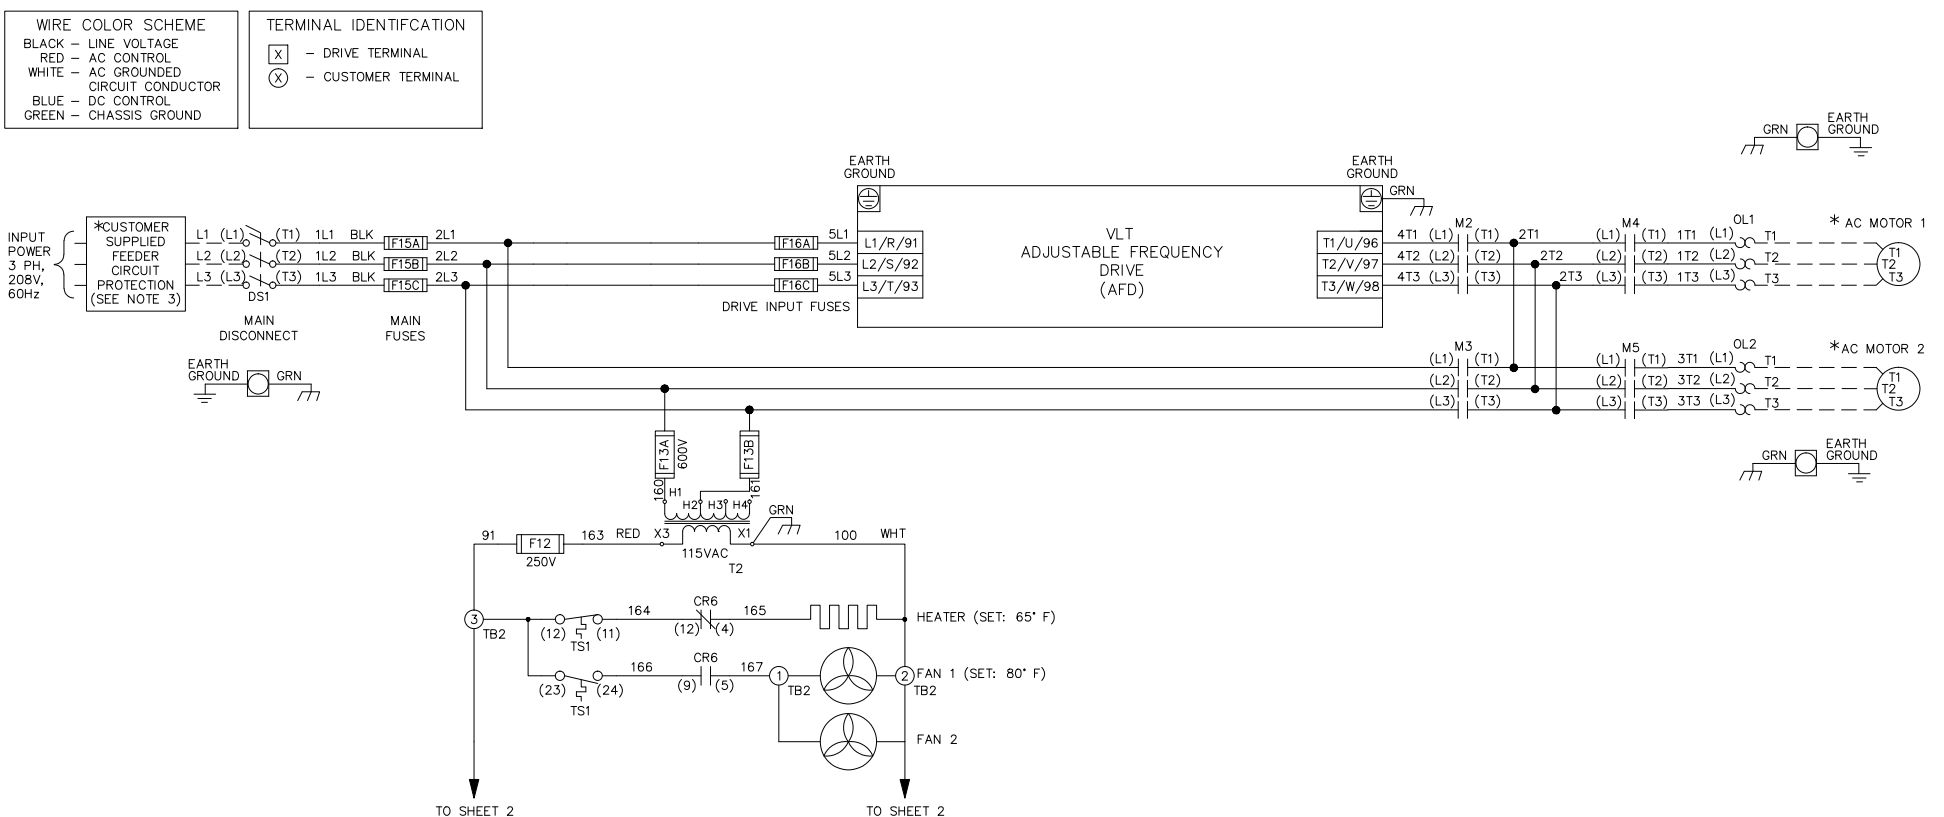 WIRE COLOR SCHEME
BLACK – LINE VOLTAGE
RED – AC CONTROL
WHITE – AC GROUNDED
CIRCUIT CONDUCTOR
BLUE – DC CONTROL
GREEN – CHASSIS GROUND
TERMINAL IDENTIFCATION
X – DRIVE TERMINAL
X – CUSTOMER TERMINAL
GRN
EARTH
GROUND
EARTH
GROUND
EARTH
GROUND
GRN
INPUT
POWER
3 PH,
208V,
60Hz
*CUSTOMER
SUPPLIED
FEEDER
CIRCUIT
PROTECTION
(SEE NOTE 3)
L1 (L1) (T1) 1L1 BLK F15A 2L1
L2 (L2) (T2) 1L2 BLK F15B 2L2
L3 (L3) (T3) 1L3 BLK F15C 2L3
DS1
MAIN
DISCONNECT
MAIN
FUSES
F16A 5L1 L1/R/91
F16B 5L2 L2/S/92
F16C 5L3 L3/T/93
DRIVE INPUT FUSES
VLT
ADJUSTABLE FREQUENCY
DRIVE
(AFD)
M2 M4 OL1 * AC MOTOR 1
T1/U/96 4T1 (L1) (T1) 2T1 (L1) (T1) 1T1 (L1) T1 T1
T2/V/97 4T2 (L2) (T2) 2T2 (L2) (T2) 1T2 (L2) T2 T2
T3/W/98 4T3 (L3) (T3) 2T3 (L3) (T3) 1T3 (L3) T3 T3
M3 M5 OL2 *AC MOTOR 2
(L1) (T1) (L1) (T1) 3T1 (L1) T1 T1
(L2) (T2) (L2) (T2) 3T2 (L2) T2 T2
(L3) (T3) (L3) (T3) 3T3 (L3) T3 T3
EARTH
GROUND GRN
GRN EARTH
GROUND
F13A
600V
F13B
160
161
H1
H2 H3 H4
GRN
91 F12 163 RED X3 X1 100 WHT
250V
115VAC
T2
3
TB2
(12) (11)
TS1
164
CR6
(12) (4)
165
HEATER (SET: 65° F)
(23) (24)
TS1
166
CR6
(9) (5)
167
1
TB2
2
TB2
FAN 1 (SET: 80° F)
FAN 2
TO SHEET 2
TO SHEET 2